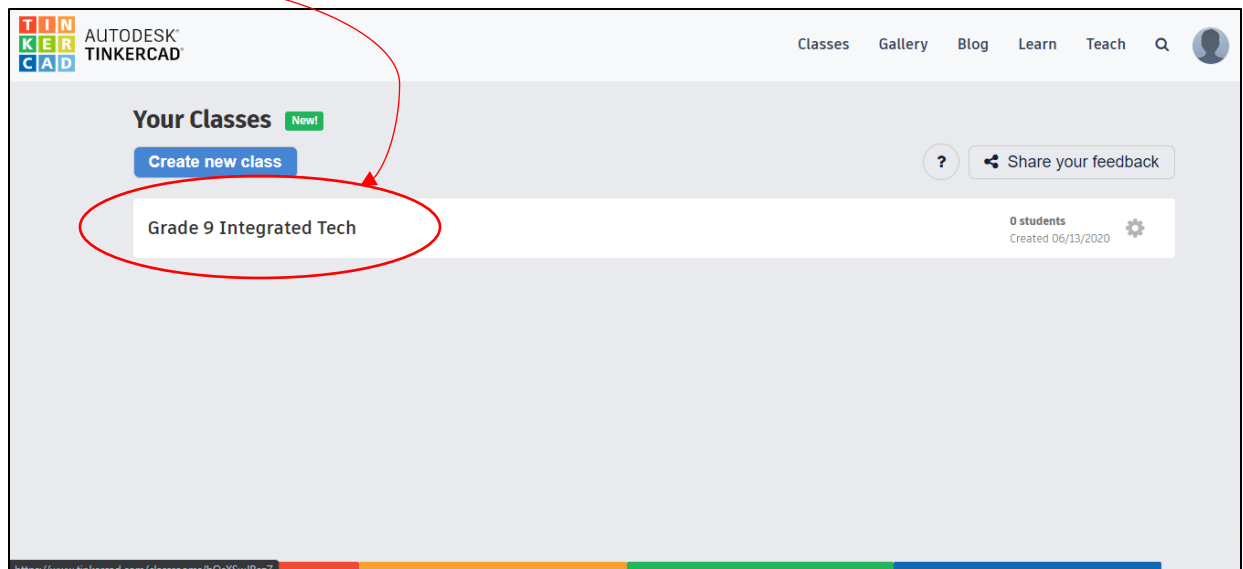 TIN
KER
CAD
AUTODESK®
TINKERCAD®
Classes Gallery Blog Learn Teach
Your Classes New!
Create new class
? Share your feedback
Grade 9 Integrated Tech
0 students
Created 06/13/2020